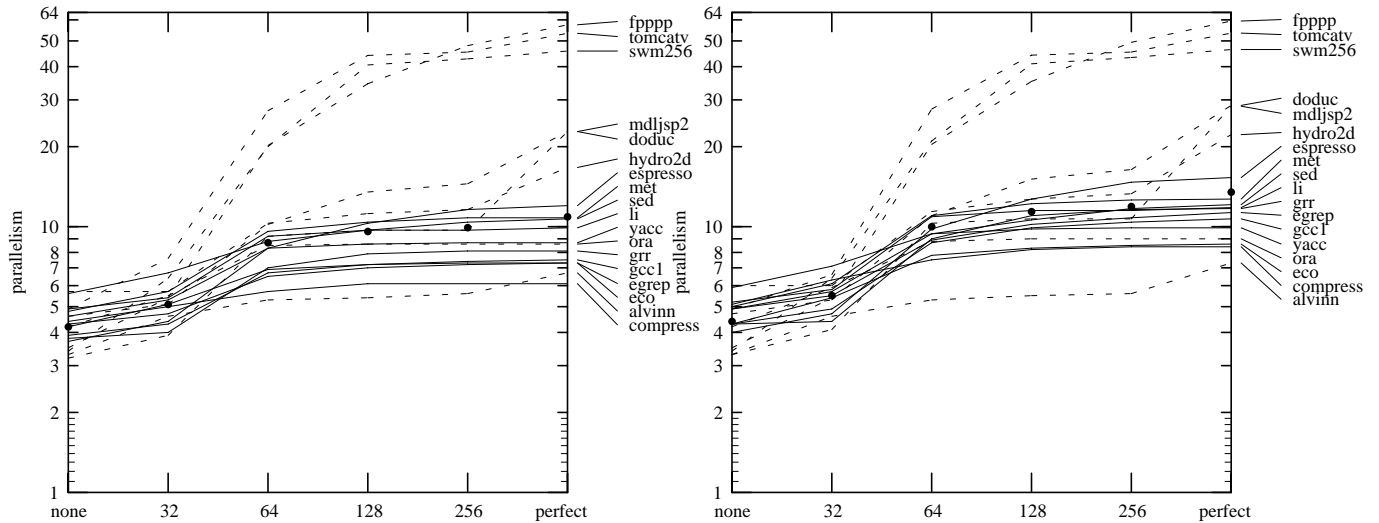 64
50
40
30
20
10
8
7
6
5
4
3
2
1
parallelism
none 32 64 128 256 perfect
fpppp
tomcatv
swm256
mdljsp2
doduc
hydro2d
espresso
met
sed
li
yacc
ora
grr
gcc1
egrep
eco
alvinn
compress
64
50
40
30
20
10
8
7
6
5
4
3
2
1
parallelism
none 32 64 128 256 perfect
fpppp
tomcatv
swm256
doduc
mdljsp2
hydro2d
espresso
met
sed
li
grr
egrep
gcc1
yacc
ora
eco
compress
alvinn